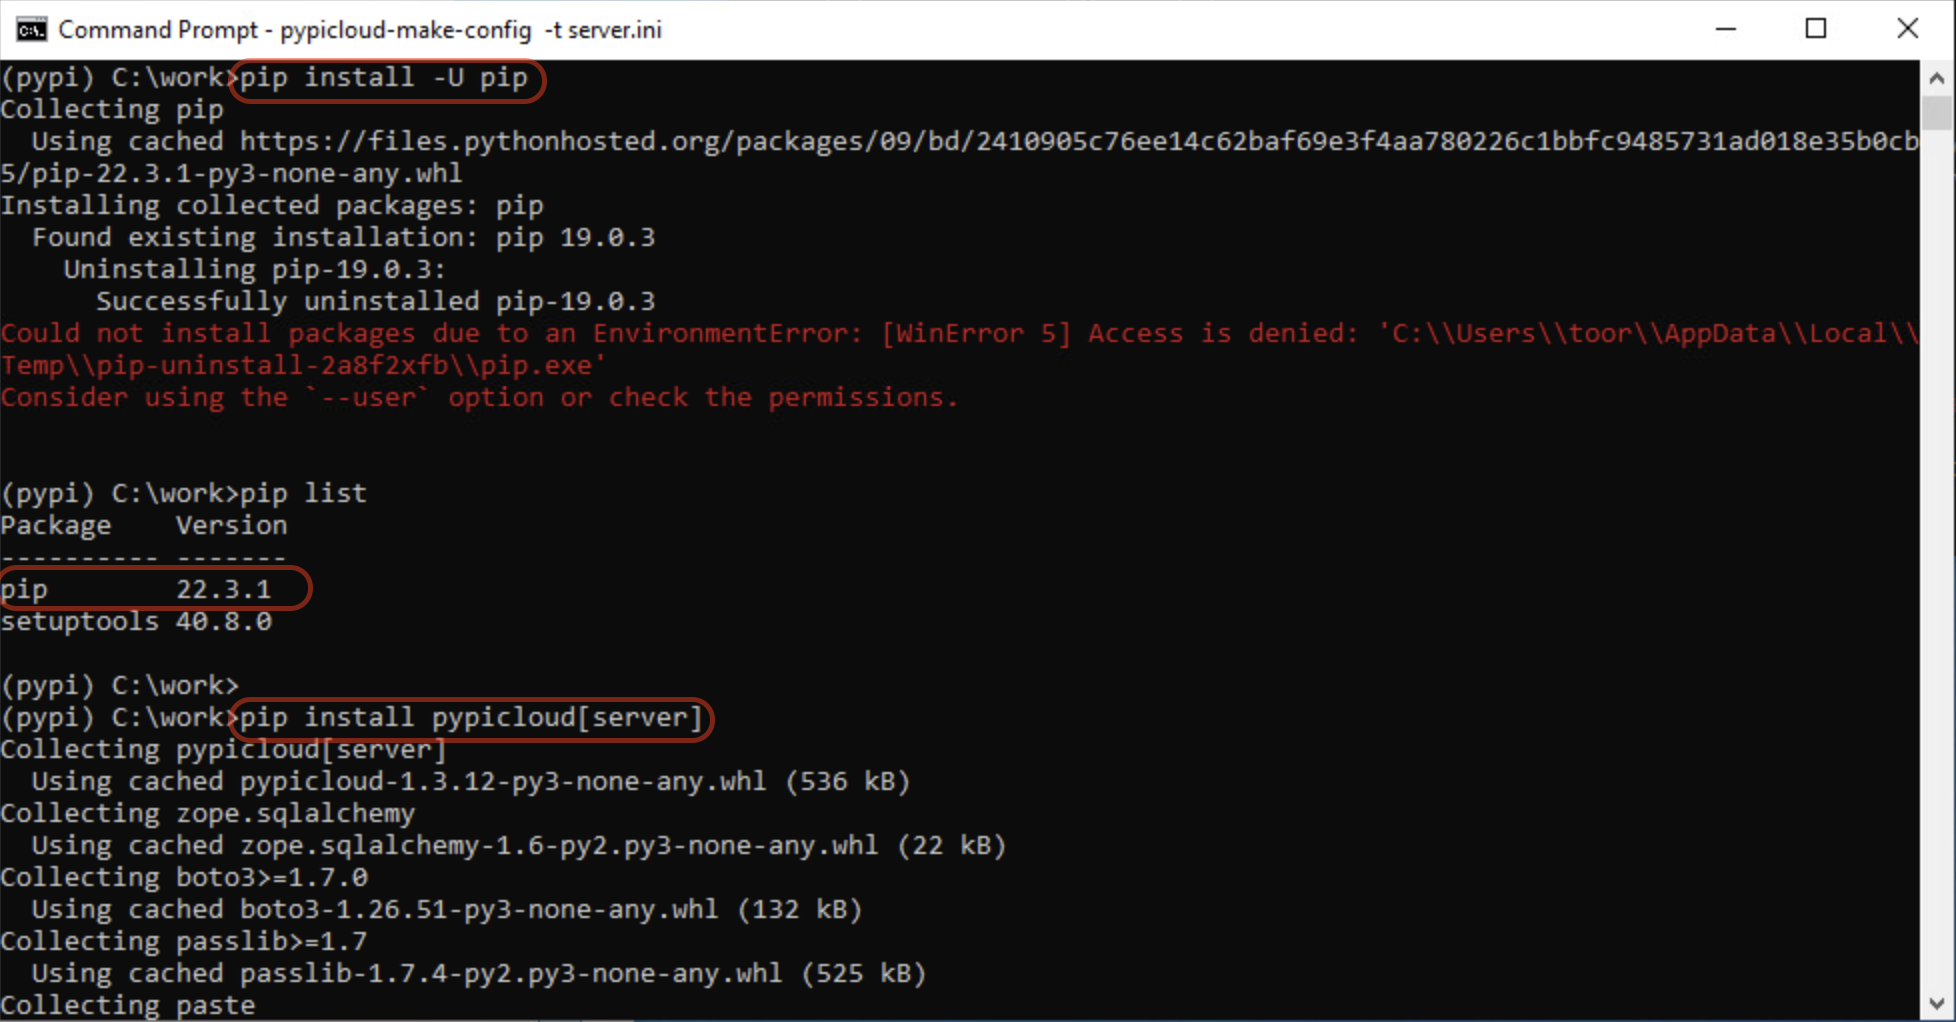 Command Prompt - pypicloud-make-config  -t server.ini
(pypi) C:\work>pip install -U pip
Collecting pip
  Using cached https://files.pythonhosted.org/packages/09/bd/2410905c76ee14c62baf69e3f4aa780226c1bbfc9485731ad018e35b0cb
5/pip-22.3.1-py3-none-any.whl
Installing collected packages: pip
  Found existing installation: pip 19.0.3
    Uninstalling pip-19.0.3:
      Successfully uninstalled pip-19.0.3
Could not install packages due to an EnvironmentError: [WinError 5] Access is denied: 'C:\\Users\\toor\\AppData\\Local\\
Temp\\pip-uninstall-2a8f2xfb\\pip.exe'
Consider using the `--user` option or check the permissions.
(pypi) C:\work>pip list
Package    Version
---------- -------
pip        22.3.1
setuptools 40.8.0
(pypi) C:\work>
(pypi) C:\work>pip install pypicloud[server]
Collecting pypicloud[server]
  Using cached pypicloud-1.3.12-py3-none-any.whl (536 kB)
Collecting zope.sqlalchemy
  Using cached zope.sqlalchemy-1.6-py2.py3-none-any.whl (22 kB)
Collecting boto3>=1.7.0
  Using cached boto3-1.26.51-py3-none-any.whl (132 kB)
Collecting passlib>=1.7
  Using cached passlib-1.7.4-py2.py3-none-any.whl (525 kB)
Collecting paste